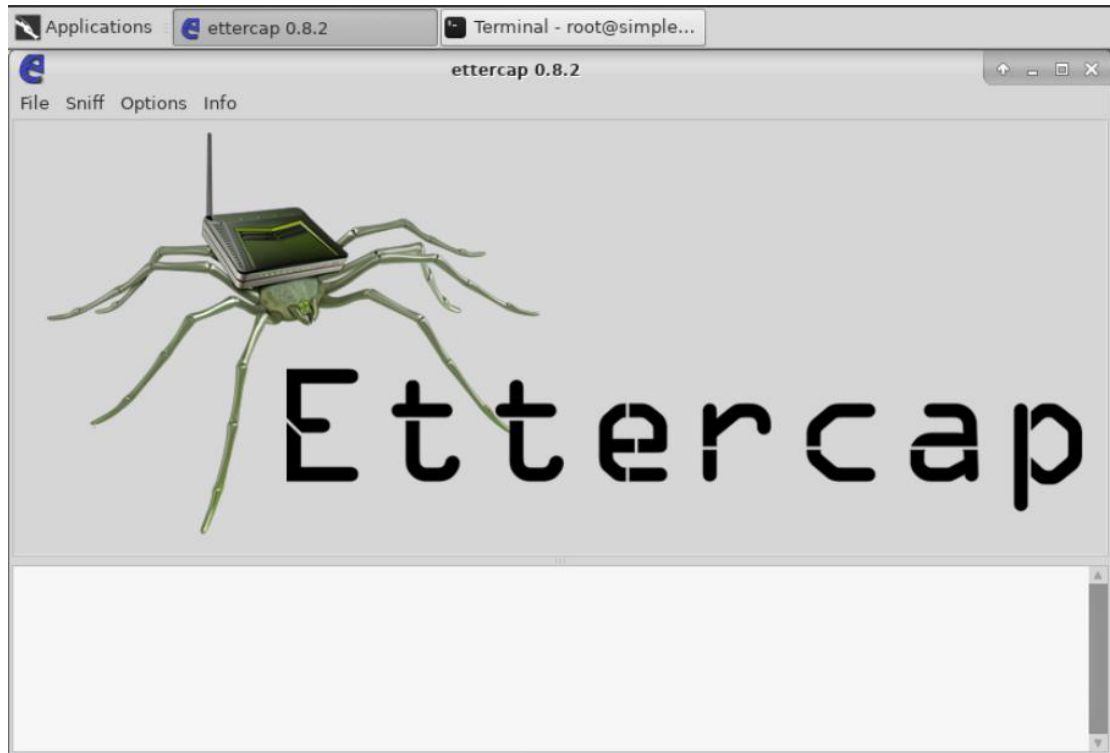 Applications ettercap 0.8.2 Terminal - root@simple...
ettercap 0.8.2
File Sniff Options Info
Ettercap